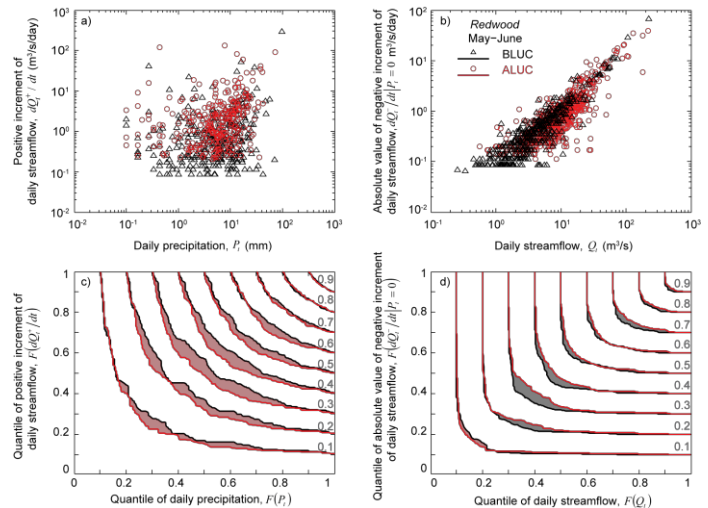 a)
Positive increment of
daily streamflow, dQₜ⁺ / dt (m³/s/day)
10³
10²
10¹
10⁰
10⁻¹
10⁻²
10⁻² 10⁻¹ 10⁰ 10¹ 10² 10³
Daily precipitation, Pₜ (mm)
b)
Redwood
May−June
BLUC
ALUC
Absolute value of negative increment of
daily streamflow, dQₜ⁻/dt|Pₜ = 0 m³/s/day)
10²
10¹
10⁰
10⁻¹
10⁻²
10⁻² 10⁻¹ 10⁰ 10¹ 10² 10³
Daily streamflow, Qₜ (m³/s)
c)
Quantile of positive increment of
daily streamflow, F(dQₜ⁺/dt)
1
0.8
0.6
0.4
0.2
0
0.9
0.8
0.7
0.6
0.5
0.4
0.3
0.2
0.1
0.2 0.4 0.6 0.8 1
Quantile of daily precipitation, F(Pₜ)
d)
Quantile of absolute value of negative increment
of daily streamflow, F(dQₜ⁻/dt|Pₜ = 0)
1
0.8
0.6
0.4
0.2
0
0.9
0.8
0.7
0.6
0.5
0.4
0.3
0.2
0.1
0 0.2 0.4 0.6 0.8 1
Quantile of daily streamflow, F(Qₜ)